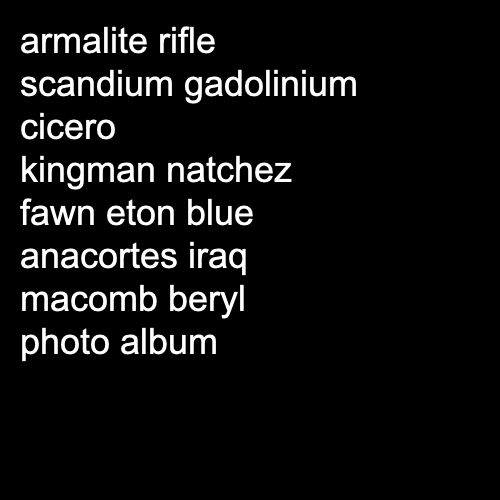 armalite rifle
scandium gadolinium
cicero
kingman natchez
fawn eton blue
anacortes iraq
macomb beryl
photo album